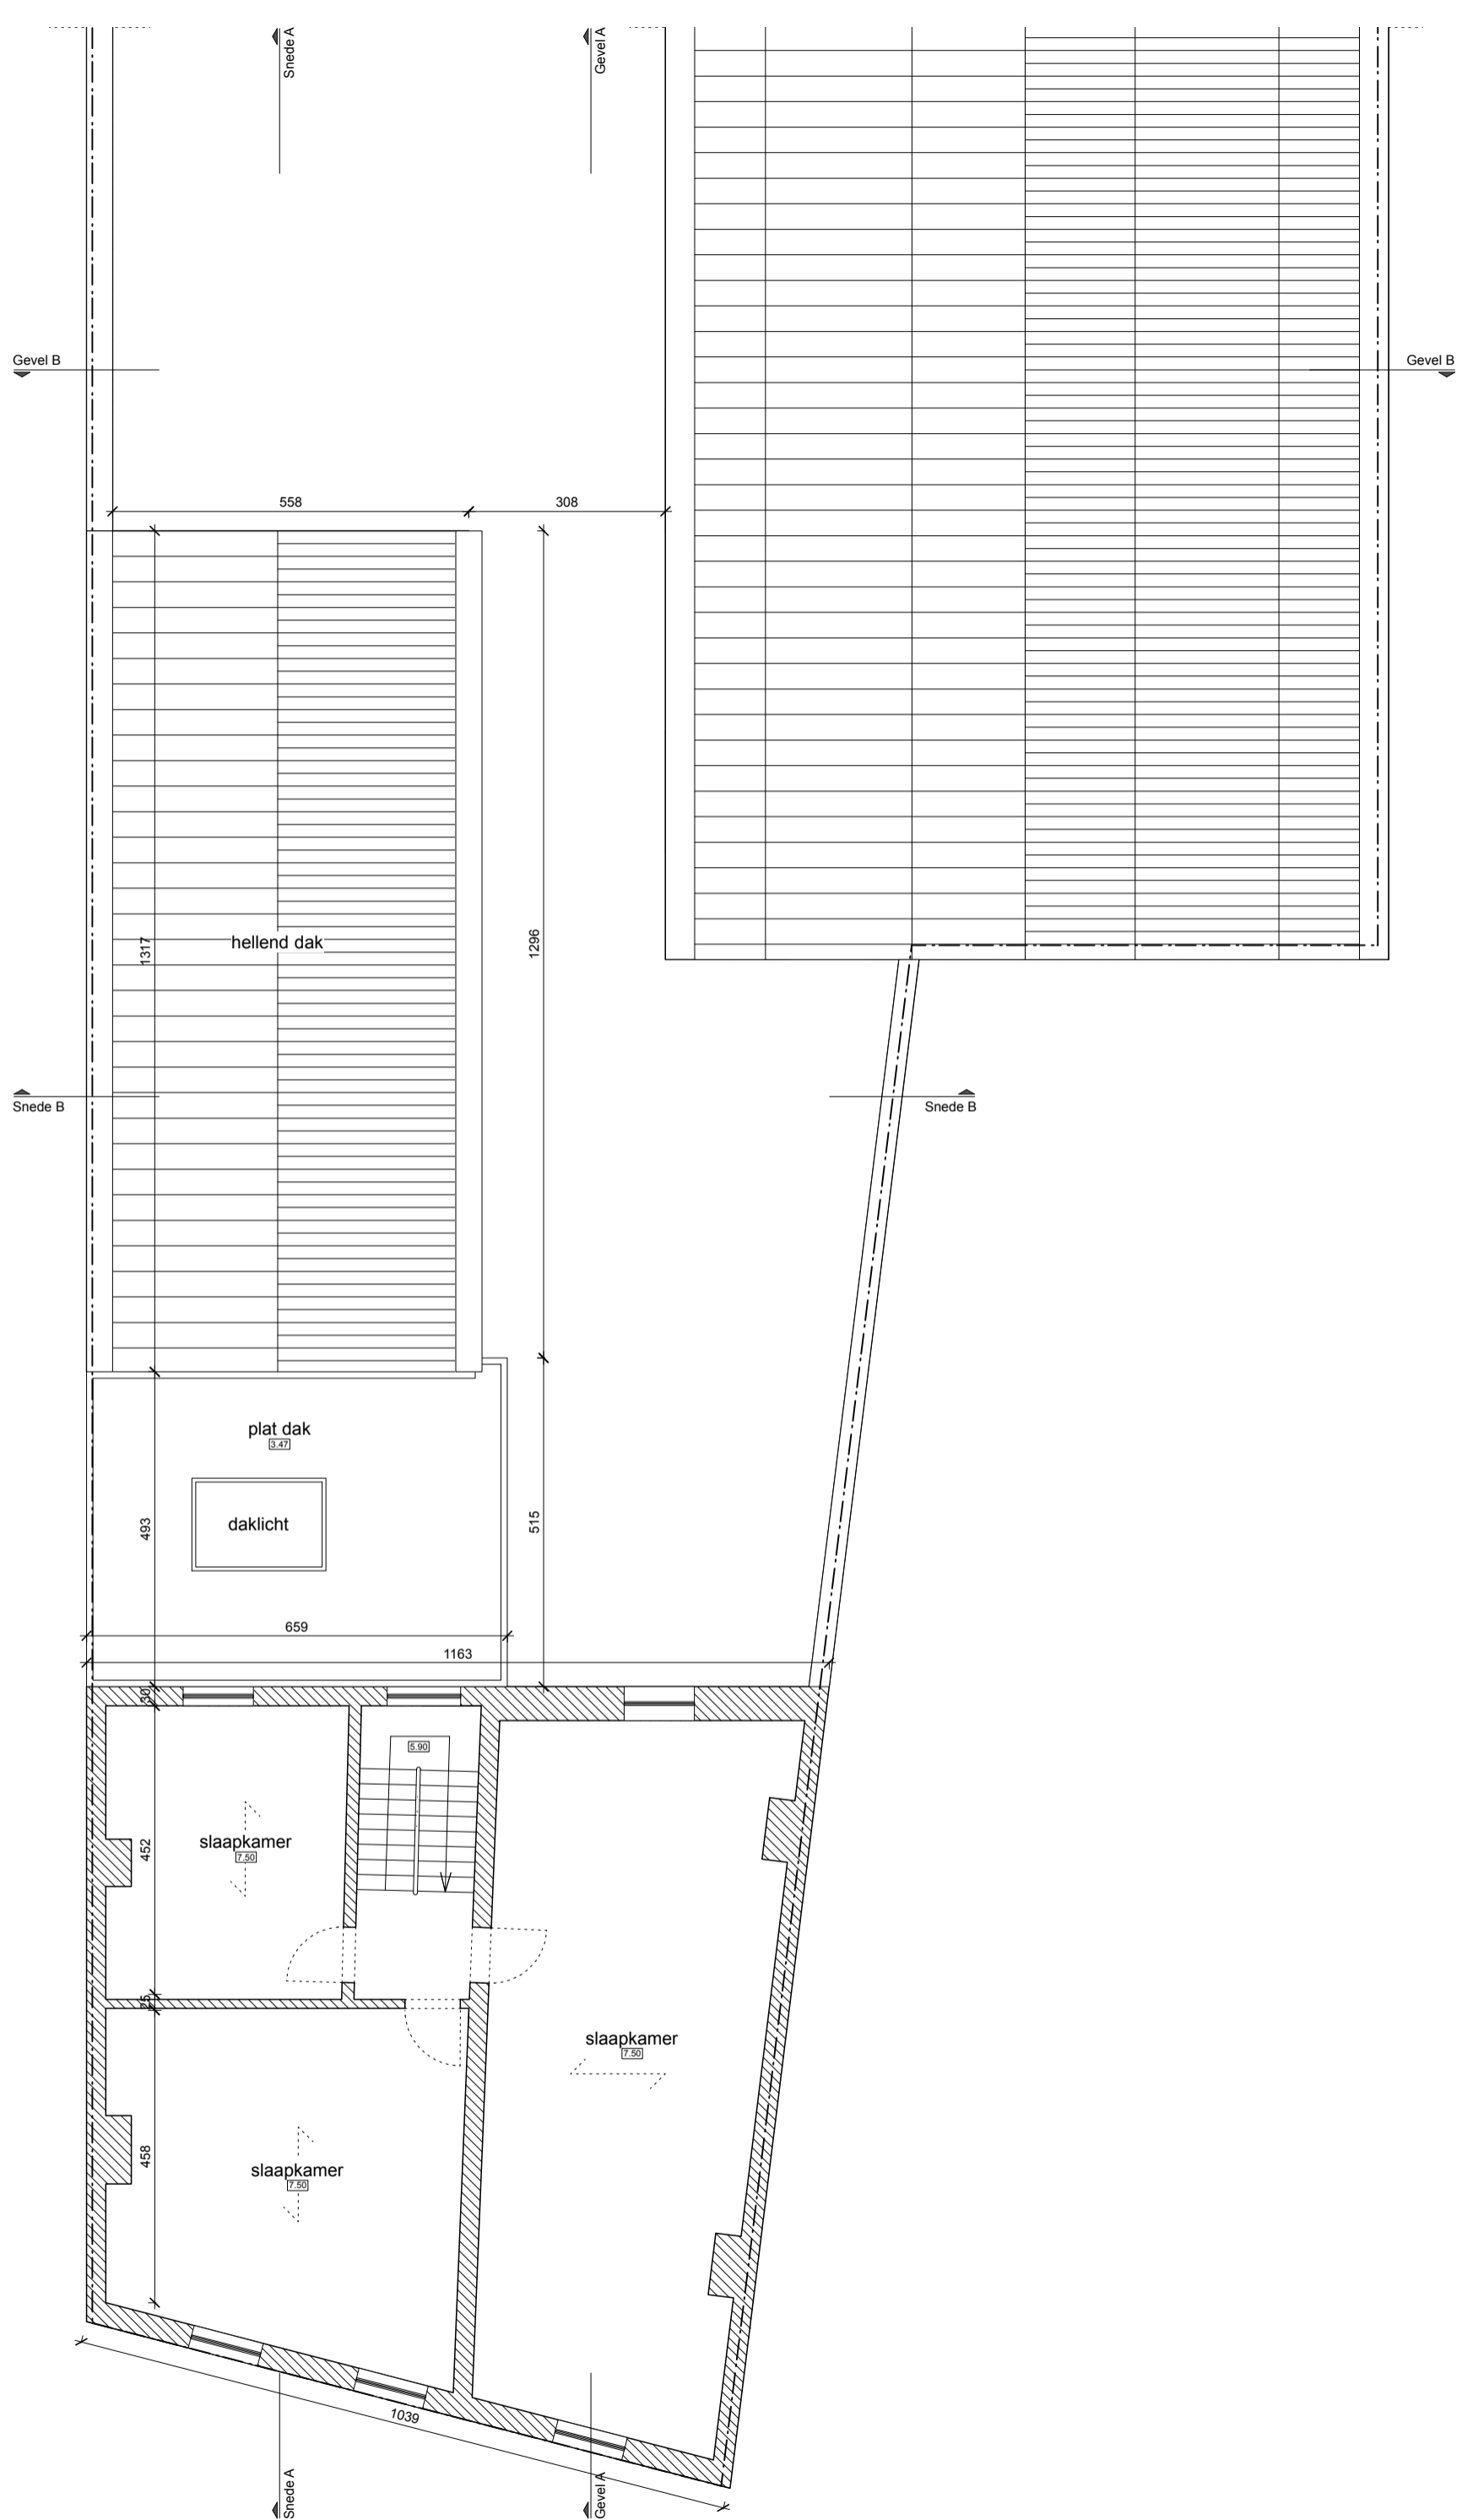 Snede A
Gevel A
Gevel B
Gevel B
558
308
1317
hellend dak
1296
Snede B
Snede B
plat dak
3.47
daklicht
493
515
659
1163
30
5.90
slaapkamer
7.50
452
25
slaapkamer
7.50
458
slaapkamer
7.50
1039
Snede A
Gevel A